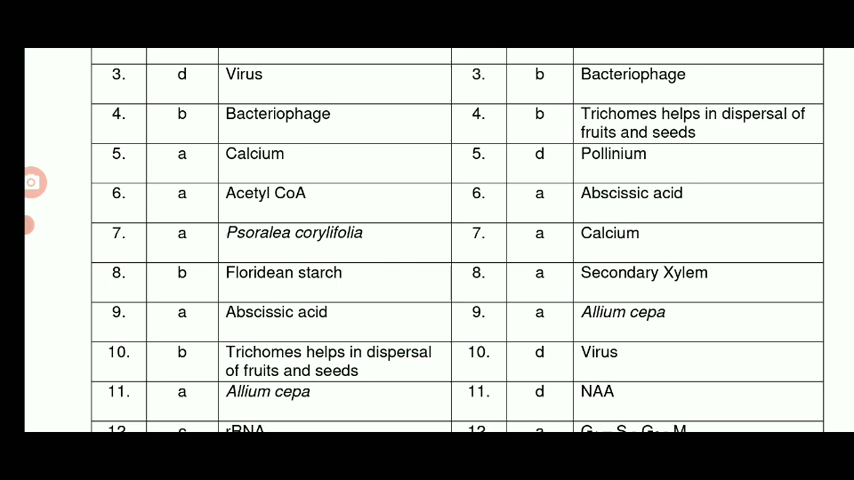 3. d Virus 3. b Bacteriophage
4. b Bacteriophage 4. b Trichomes helps in dispersal of
fruits and seeds
5. a Calcium 5. d Pollinium
6. a Acetyl CoA 6. a Abscissic acid
7. a Psoralea corylifolia 7. a Calcium
8. b Floridean starch 8. a Secondary Xylem
9. a Abscissic acid 9. a Allium cepa
10. b Trichomes helps in dispersal 10. d Virus
of fruits and seeds
11. a Allium cepa 11. d NAA
12. c rRNA 12. a G₁ – S - G₂ - M